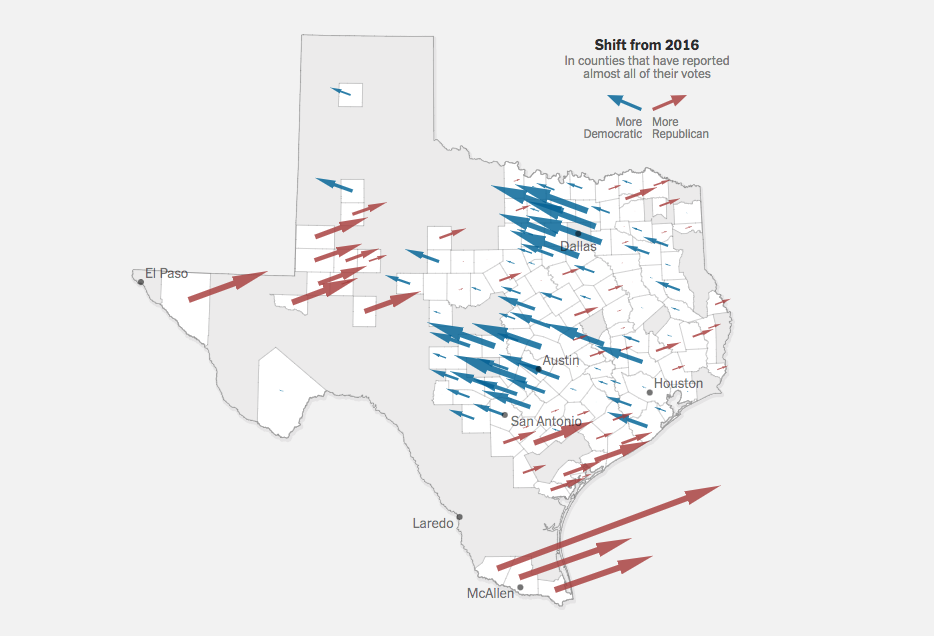 Shift from 2016
In counties that have reported
almost all of their votes
More
Democratic
More
Republican
Dallas
El Paso
Austin
Houston
San Antonio
Laredo
McAllen